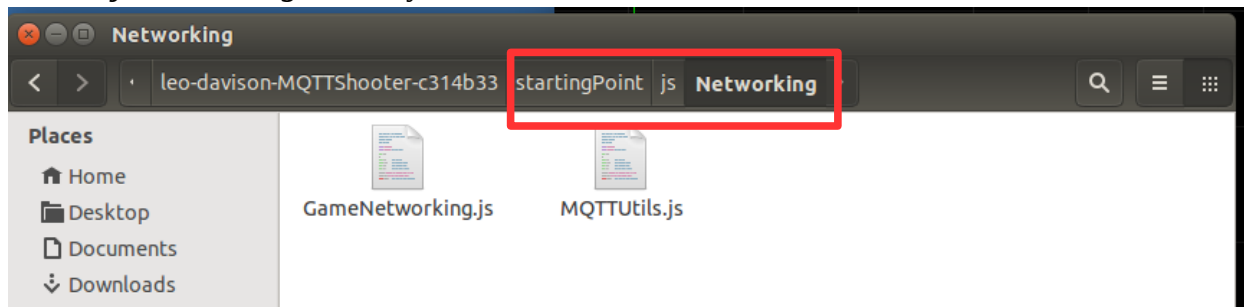 Networking
leo-davison-MQTTShooter-c314b33 startingPoint js Networking
Places
Home
Desktop
Documents
Downloads
GameNetworking.js MQTTUtils.js